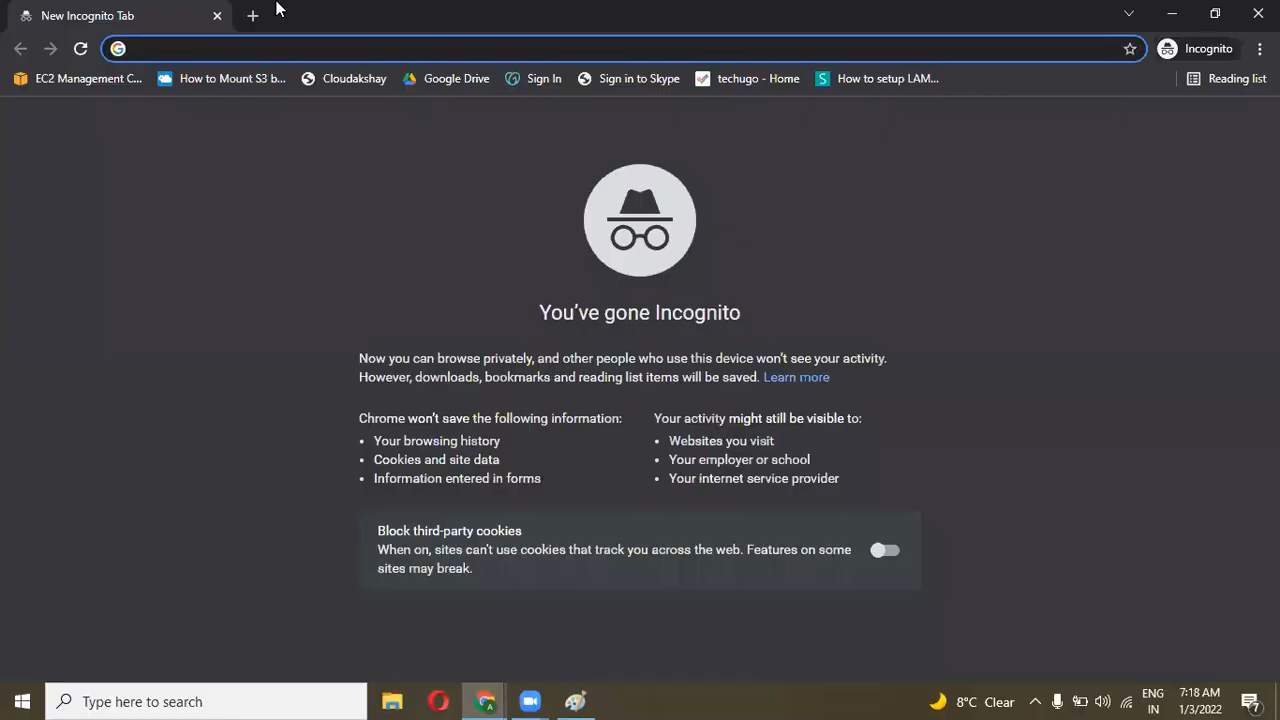 New Incognito Tab
Incognito
EC2 Management C...
How to Mount S3 b...
Cloudakshay
Google Drive
Sign In
Sign in to Skype
techugo - Home
How to setup LAM...
Reading list
You've gone Incognito
Now you can browse privately, and other people who use this device won't see your activity.
However, downloads, bookmarks and reading list items will be saved. Learn more
Chrome won't save the following information:
• Your browsing history
• Cookies and site data
• Information entered in forms
Your activity might still be visible to:
• Websites you visit
• Your employer or school
• Your internet service provider
Block third-party cookies
When on, sites can't use cookies that track you across the web. Features on some
sites may break.
Type here to search
8°C Clear
ENG
IN
7:18 AM
1/3/2022
7